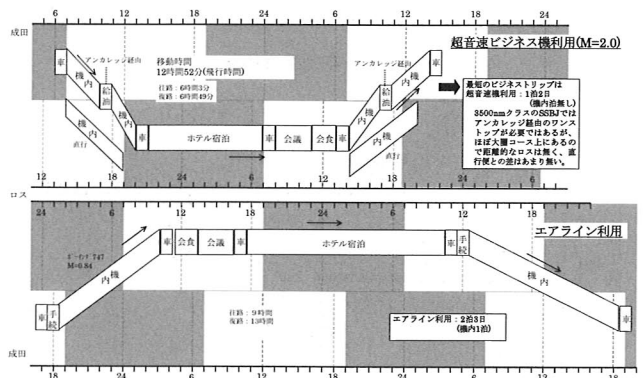 6 12 18 24 6 12 18 24 6 12 18 24
成田
超音速ビジネス機利用(M=2.0)
車
機内
アンカレッジ経由
給油
機内
移動時間
12時間52分(飛行時間)
往路:6時間3分
復路:6時間49分
アンカレッジ経由
機内
給油
機内
車
機内
直行
車
ホテル宿泊
車
会議
会食
車
機内
直行
最短のビジネストリップは
超音速機利用:1泊2日
(機内泊無し)
3500nmクラスのSSBJでは
アンカレッジ経由のワンス
トップが必要ではあるが、
ほぼ大圏コース上にあるの
で距離的なロスは無く、直
行便との差はあまり無い。
12 18 24 6 12 18 24 6
ロス
24 6 12 18 24 6 12 18 24
エアライン利用
ボーイング 747
M=0.84
車
手続
機内
車
会食
会議
車
ホテル宿泊
車
手続
機内
車
往路:9時間
復路:13時間
エアライン利用:2泊3日
(機内1泊)
成田
18 24 6 12 18 24 6 12 18